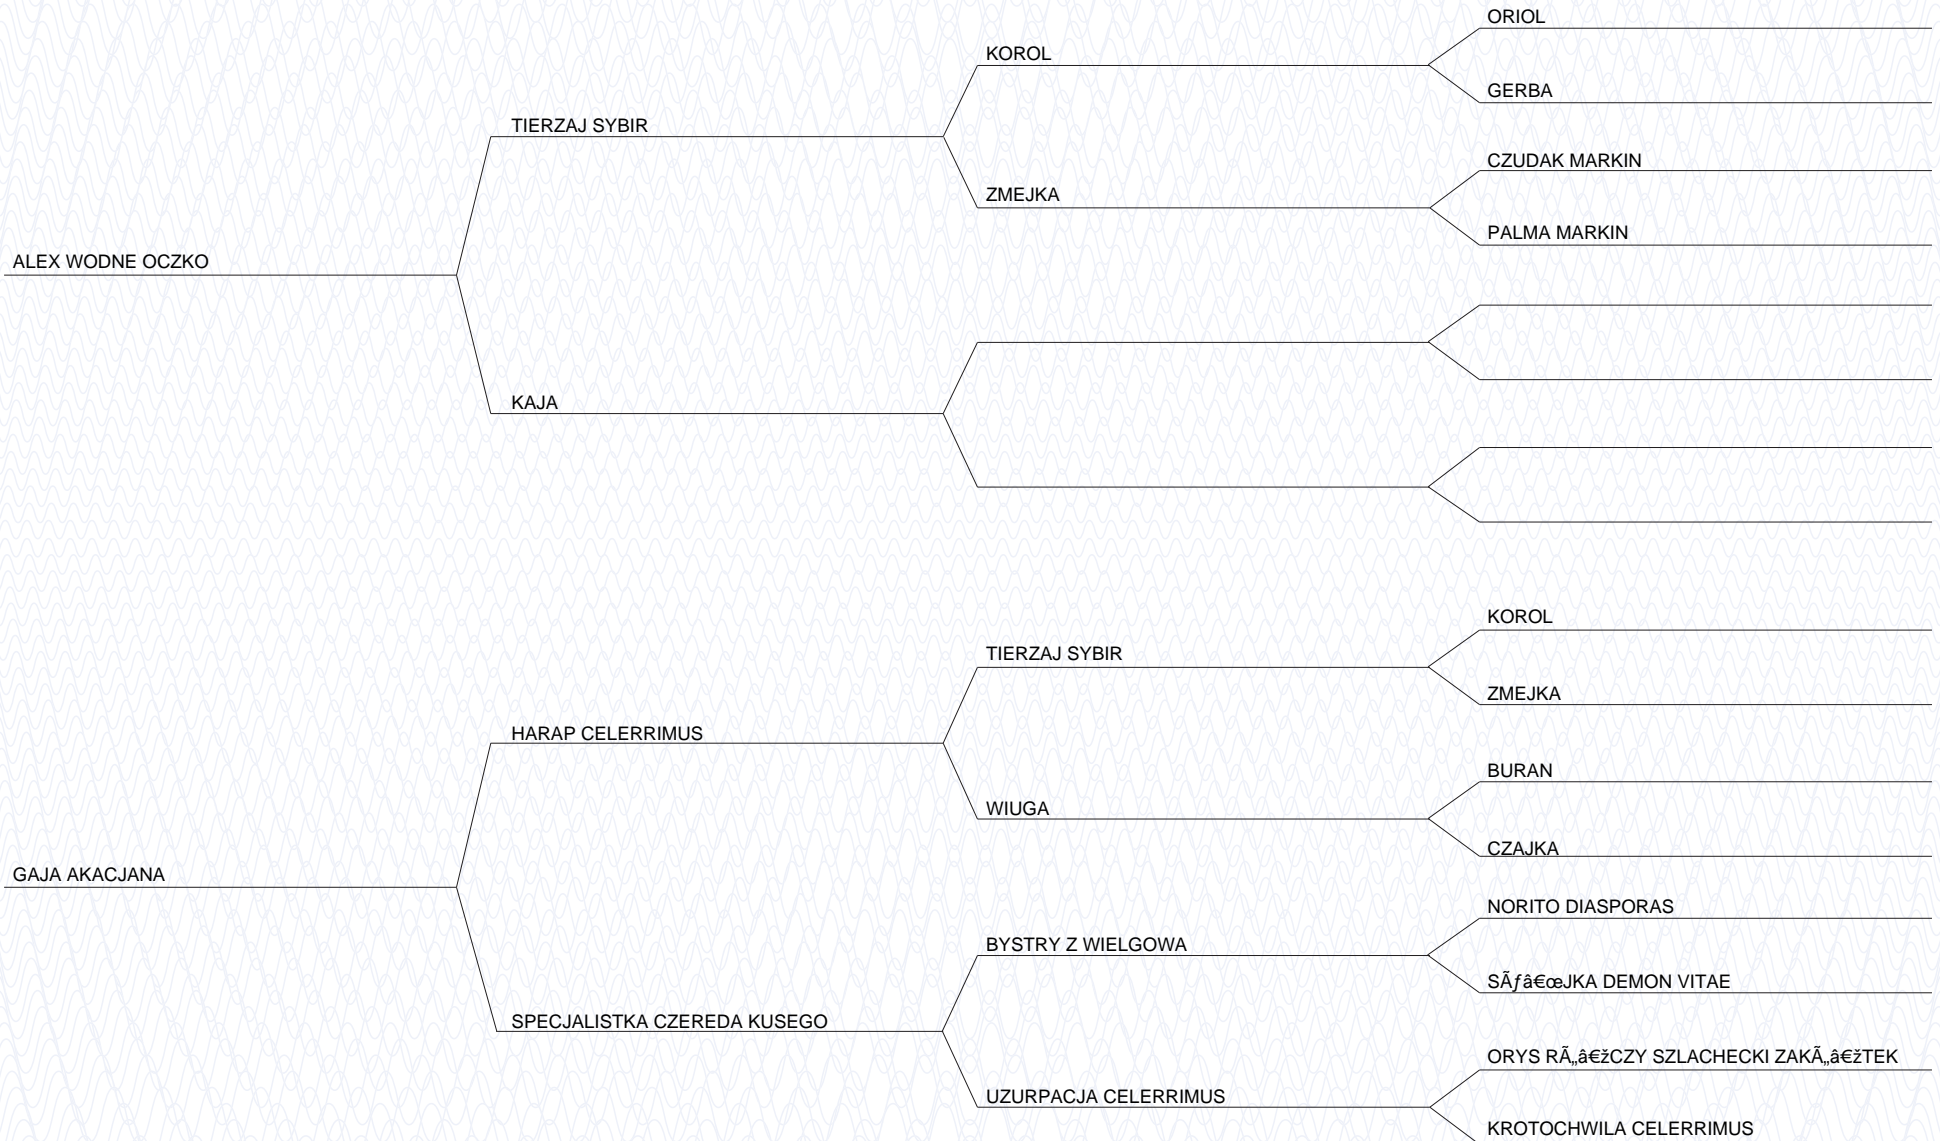 ORIOL
KOROL
GERBA
TIERZAJ SYBIR
CZUDAK MARKIN
ZMEJKA
PALMA MARKIN
ALEX WODNE OCZKO
KAJA
KOROL
TIERZAJ SYBIR
ZMEJKA
HARAP CELERRIMUS
BURAN
WIUGA
CZAJKA
GAJA AKACJANA
NORITO DIASPORAS
BYSTRY Z WIELGOWA
SÃƒâ€œJKA DEMON VITAE
SPECJALISTKA CZEREDA KUSEGO
ORYS RÃ„â€žCZY SZLACHECKI ZAKÃ„â€žTEK
UZURPACJA CELERRIMUS
KROTOCHWILA CELERRIMUS